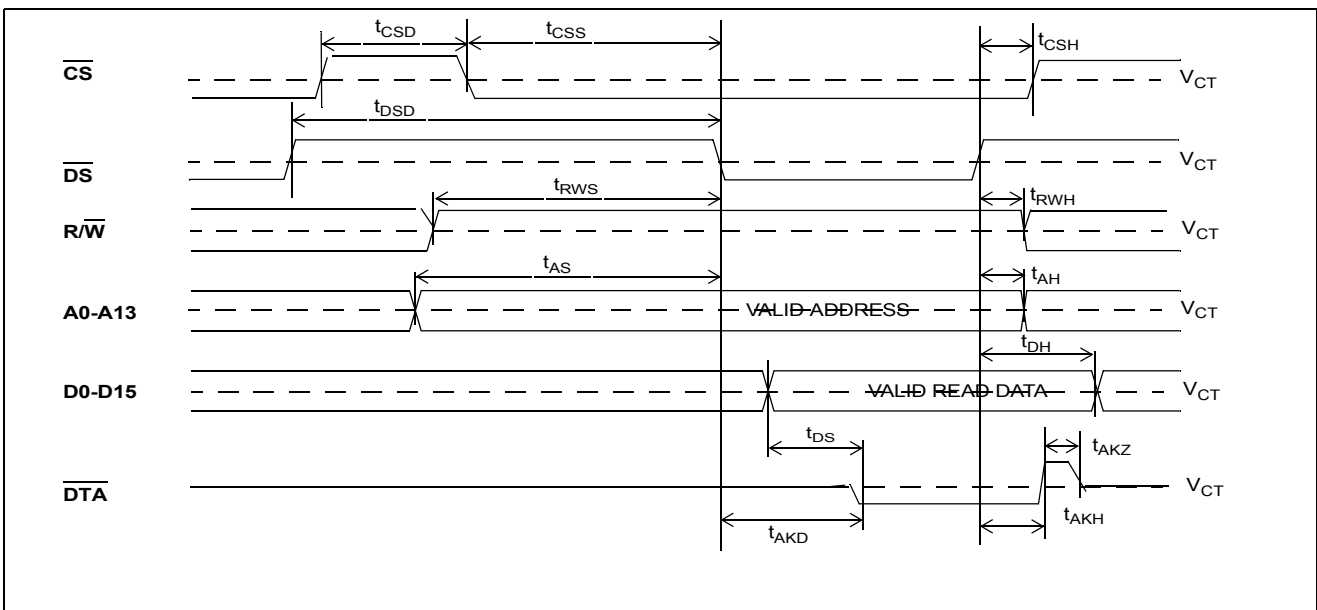 tCSD tCSS tCSH
CS VCT
tDSD
DS VCT
tRWS tRWH
R/W VCT
tAS tAH
A0-A13 VALID ADDRESS VCT
tDH
D0-D15 VALID READ DATA VCT
tDS tAKZ
DTA VCT
tAKD tAKH